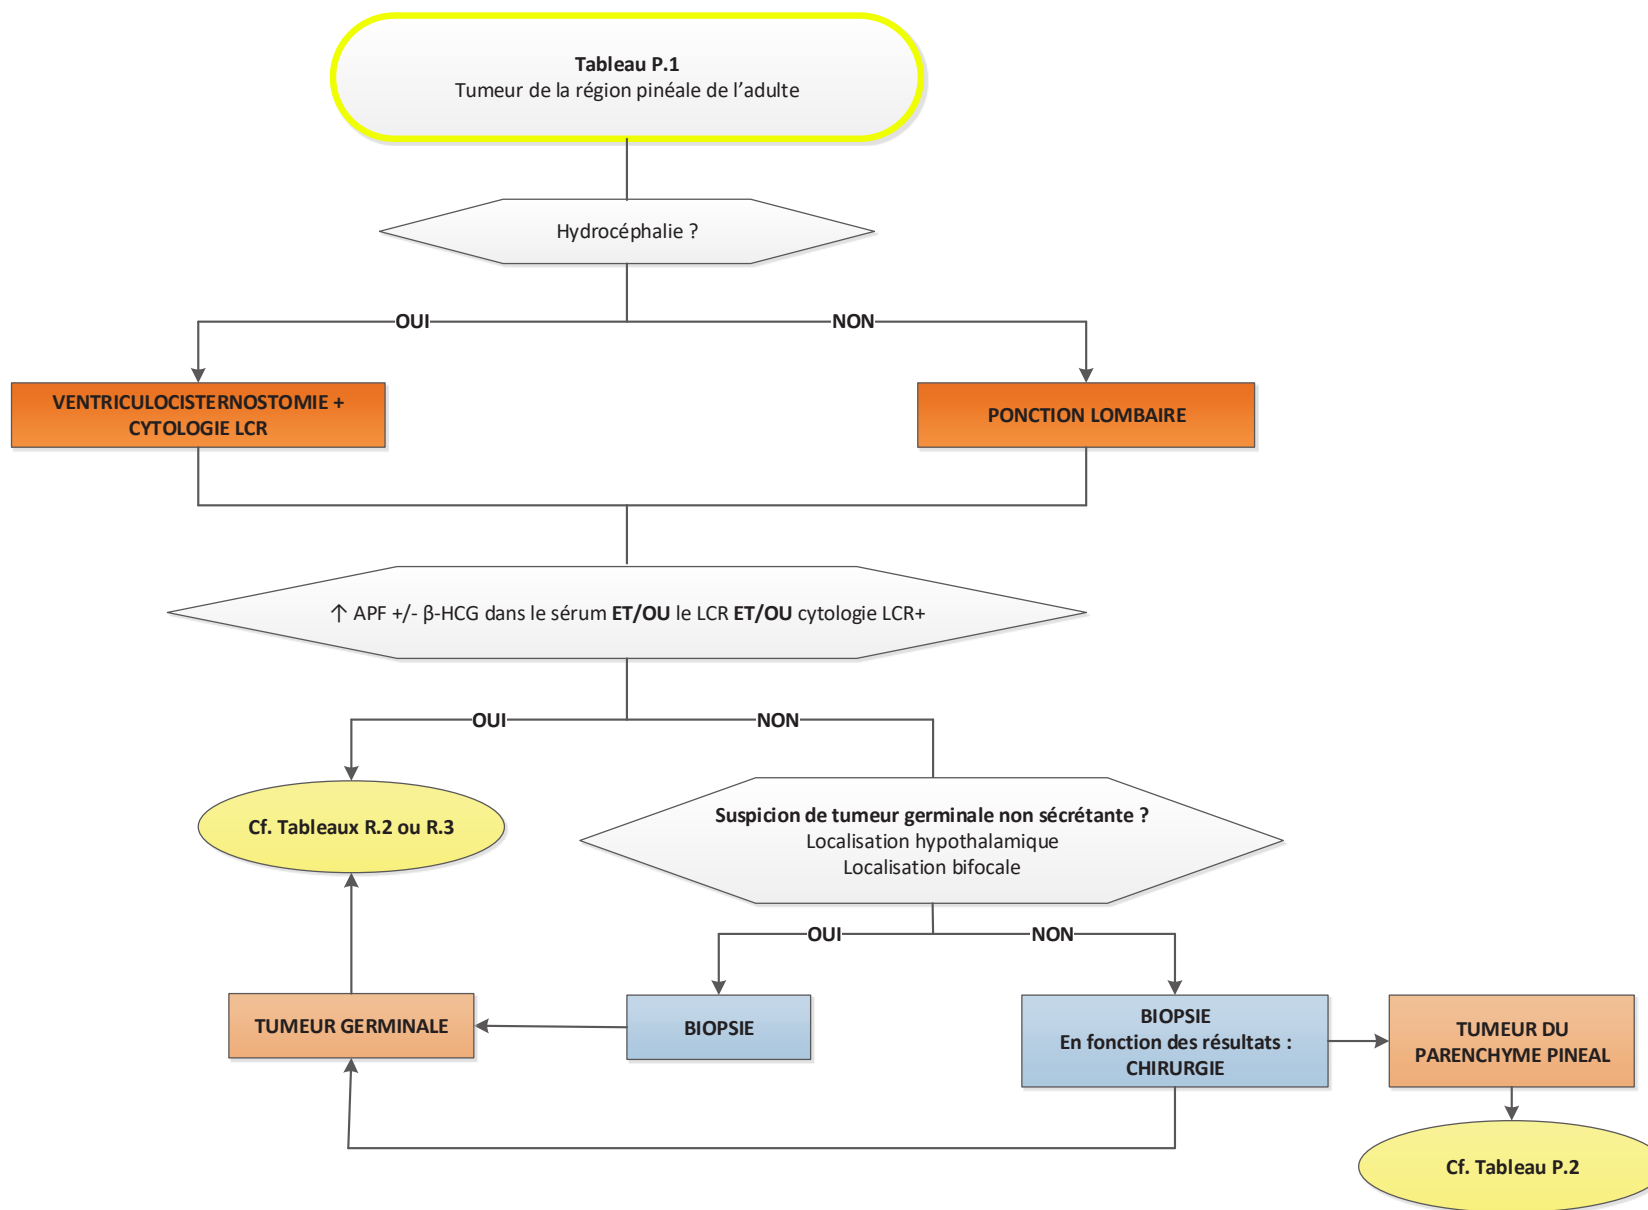 Tableau P.1
Tumeur de la région pinéale de l’adulte
Hydrocéphalie ?
OUI
NON
VENTRICULOCISTERNOSTOMIE +
CYTOLOGIE LCR
PONCTION LOMBAIRE
↑ APF +/- β-HCG dans le sérum ET/OU le LCR ET/OU cytologie LCR+
OUI
NON
Cf. Tableaux R.2 ou R.3
Suspicion de tumeur germinale non sécrétante ?
Localisation hypothalamique
Localisation bifocale
OUI
NON
TUMEUR GERMINALE
BIOPSIE
BIOPSIE
En fonction des résultats :
CHIRURGIE
TUMEUR DU
PARENCHYME PINEAL
Cf. Tableau P.2